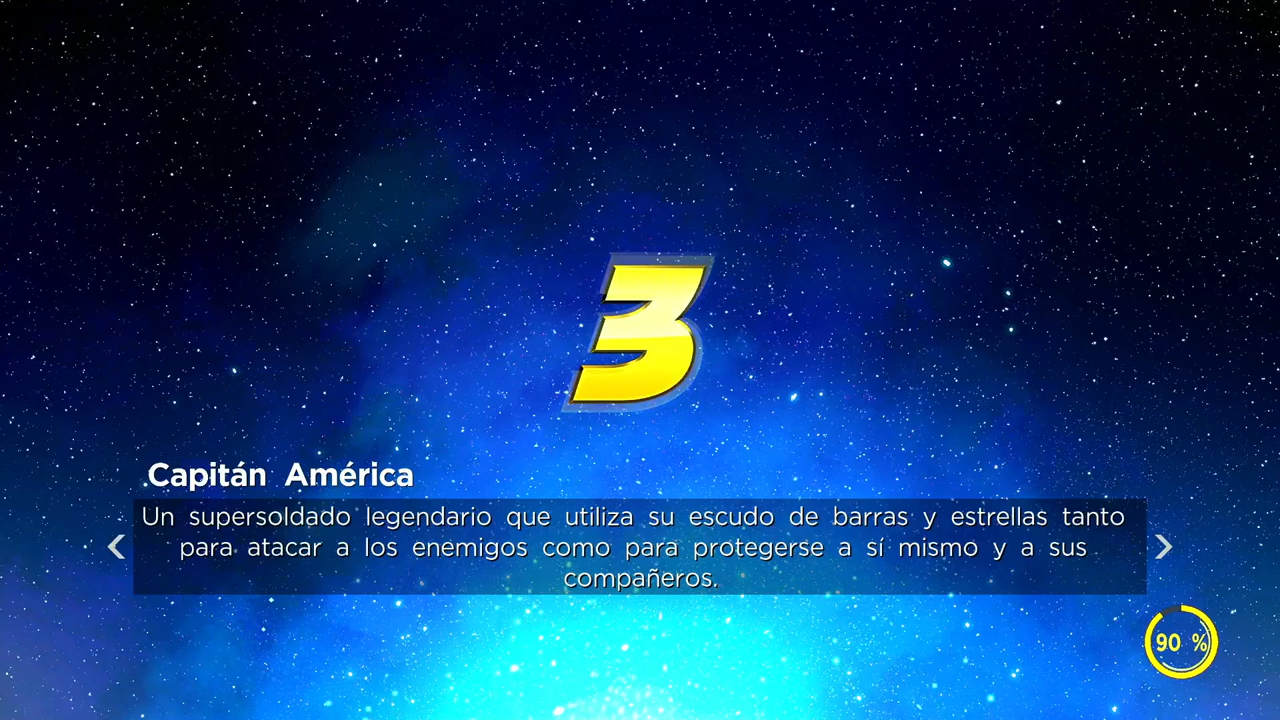 3
Capitán América
Un supersoldado legendario que utiliza su escudo de barras y estrellas tanto
para atacar a los enemigos como para protegerse a sí mismo y a sus
compañeros.
90 %